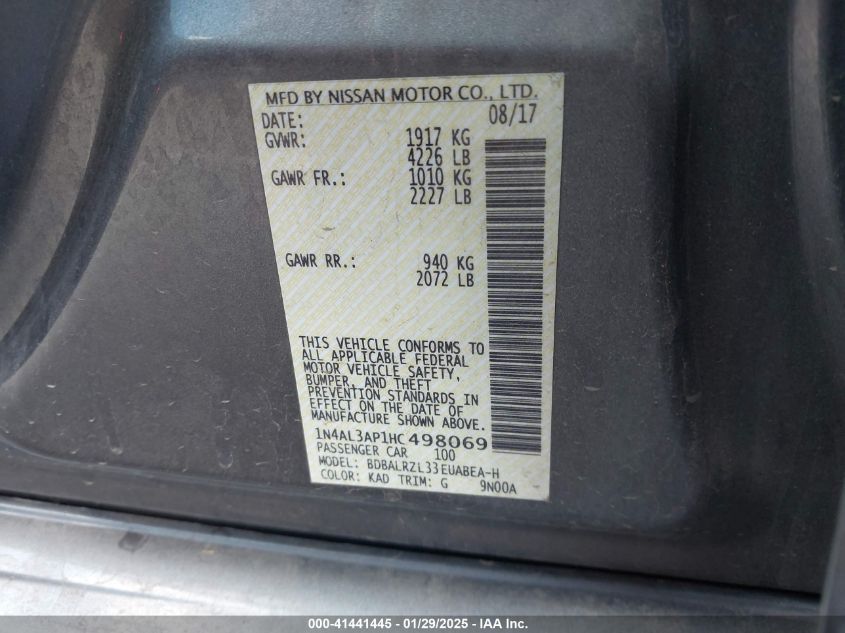 MFD BY NISSAN MOTOR CO., LTD.
DATE: 08/17
GVWR: 1917 KG
4226 LB
GAWR FR.: 1010 KG
2227 LB
GAWR RR.: 940 KG
2072 LB
THIS VEHICLE CONFORMS TO
ALL APPLICABLE FEDERAL
MOTOR VEHICLE SAFETY,
BUMPER, AND THEFT
PREVENTION STANDARDS IN
EFFECT ON THE DATE OF
MANUFACTURE SHOWN ABOVE.
1N4AL3AP1HC498069
PASSENGER CAR 100
MODEL: BDBALRZL33EUABEA-H
COLOR: KAD TRIM: G 9N00A
000-41441445 - 01/29/2025 - IAA Inc.